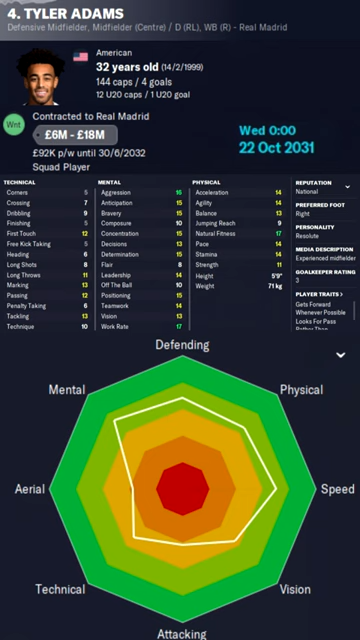 4. TYLER ADAMS
Defensive Midfielder, Midfielder (Centre) / D (RL), WB (R) - Real Madrid
American
32 years old (14/2/1999)
144 caps / 4 goals
12 U20 caps / 1 U20 goal
Wnt
Contracted to Real Madrid
£6M - £18M
£92K p/w until 30/6/2032
Squad Player
Wed 0:00
22 Oct 2031
TECHNICAL
Corners 5
Crossing 7
Dribbling 9
Finishing 5
First Touch 12
Free Kick Taking 5
Heading 6
Long Shots 8
Long Throws 11
Marking 13
Passing 12
Penalty Taking 6
Tackling 13
Technique 10
MENTAL
Aggression 16
Anticipation 15
Bravery 15
Composure 10
Concentration 15
Decisions 13
Determination 15
Flair 8
Leadership 14
Off The Ball 10
Positioning 15
Teamwork 14
Vision 13
Work Rate 17
PHYSICAL
Acceleration 14
Agility 14
Balance 13
Jumping Reach 9
Natural Fitness 17
Pace 14
Stamina 14
Strength 11
Height 5'9"
Weight 71 kg
REPUTATION
National
PREFERRED FOOT
Right
PERSONALITY
Resolute
MEDIA DESCRIPTION
Experienced midfielder
GOALKEEPER RATING
3
PLAYER TRAITS >
Gets Forward
Whenever Possible
Looks For Pass
Rather Than
Defending
Mental
Physical
Aerial
Speed
Technical
Vision
Attacking